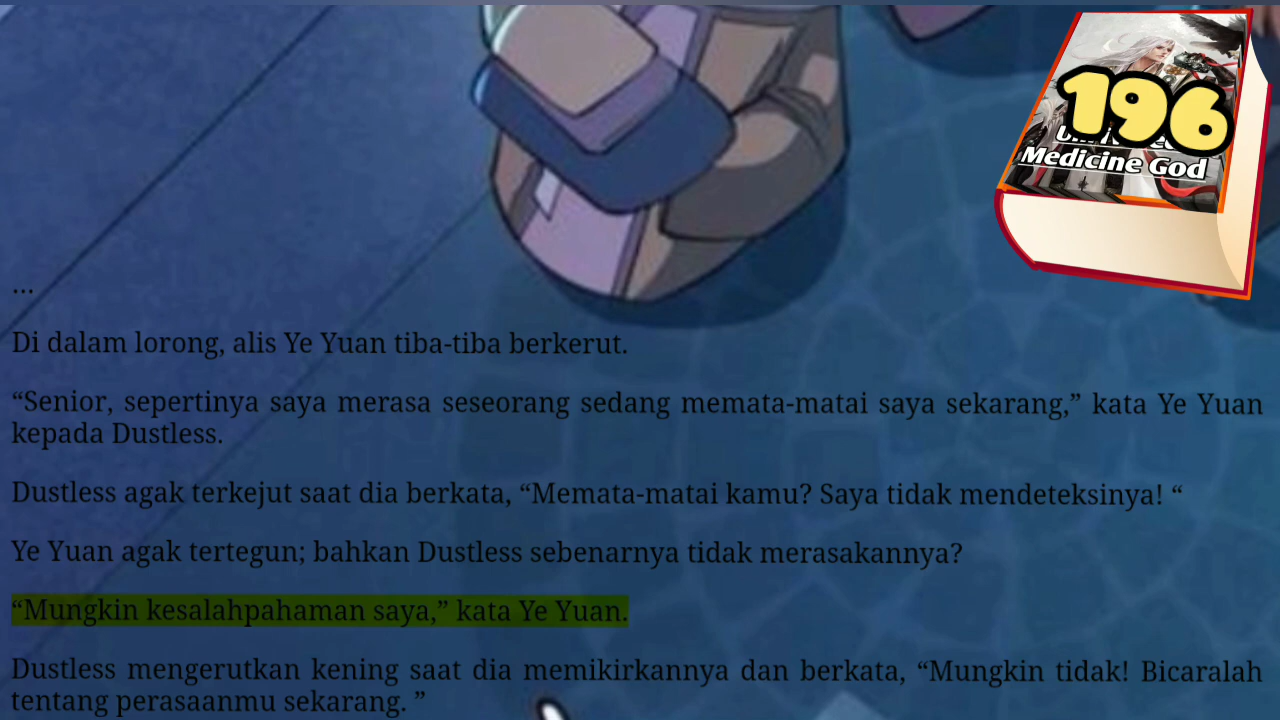 196
Medicine God
...
Di dalam lorong, alis Ye Yuan tiba-tiba berkerut.
“Senior, sepertinya saya merasa seseorang sedang memata-matai saya sekarang,” kata Ye Yuan
kepada Dustless.
Dustless agak terkejut saat dia berkata, “Memata-matai kamu? Saya tidak mendeteksinya! “
Ye Yuan agak tertegun; bahkan Dustless sebenarnya tidak merasakannya?
“Mungkin kesalahpahaman saya,” kata Ye Yuan.
Dustless mengerutkan kening saat dia memikirkannya dan berkata, “Mungkin tidak! Bicaralah
tentang perasaanmu sekarang. ”